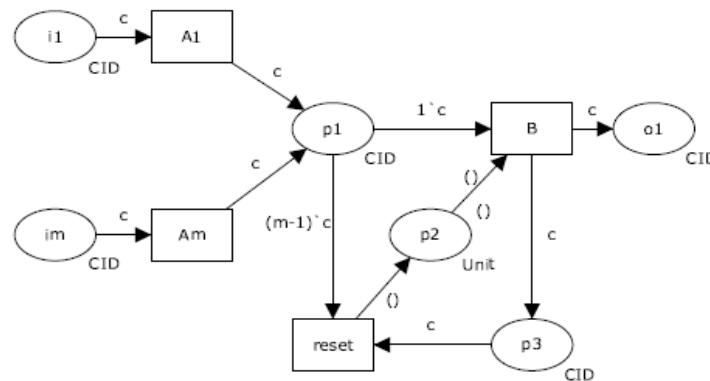 i1
c
A1
CID
c
p1
CID
1`c
B
c
o1
CID
c
im
c
Am
CID
(m-1)`c
()
()
p2
Unit
c
()
reset
c
p3
CID